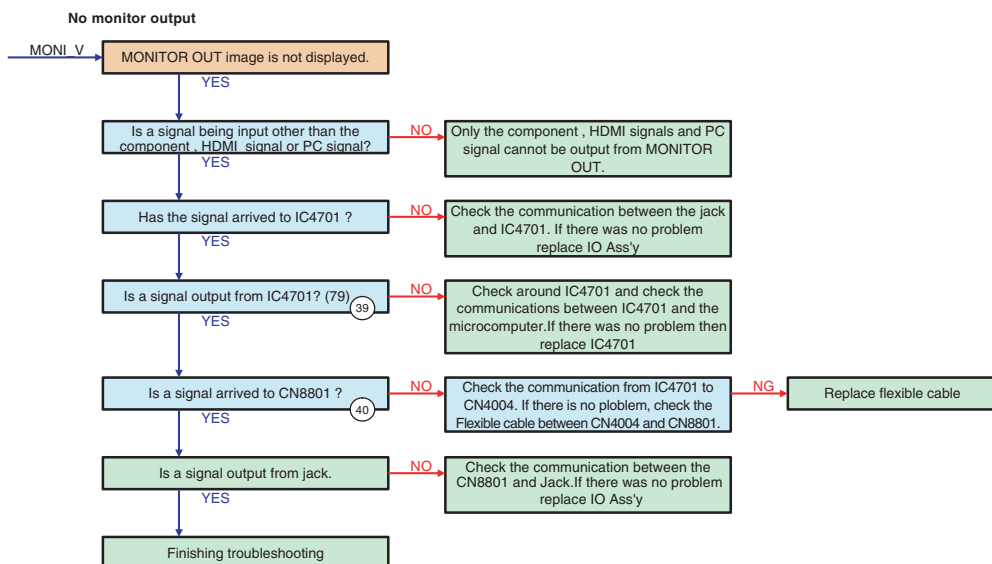 No monitor output
MONI_V
MONITOR OUT image is not displayed.
YES
Is a signal being input other than the
component , HDMI signal or PC signal?
NO
Only the component , HDMI signals and PC
signal cannot be output from MONITOR
OUT.
YES
Has the signal arrived to IC4701 ?
NO
Check the communication between the jack
and IC4701. If there was no problem
replace IO Ass'y
YES
Is a signal output from IC4701? (79)
39
NO
Check around IC4701 and check the
communications between IC4701 and the
microcomputer.If there was no problem then
replace IC4701
YES
Is a signal arrived to CN8801 ?
40
NO
Check the communication from IC4701 to
CN4004. If there is no ploblem, check the
Flexible cable between CN4004 and CN8801.
NG
Replace flexible cable
YES
Is a signal output from jack.
NO
Check the communication between the
CN8801 and Jack.If there was no problem
replace IO Ass'y
YES
Finishing troubleshooting